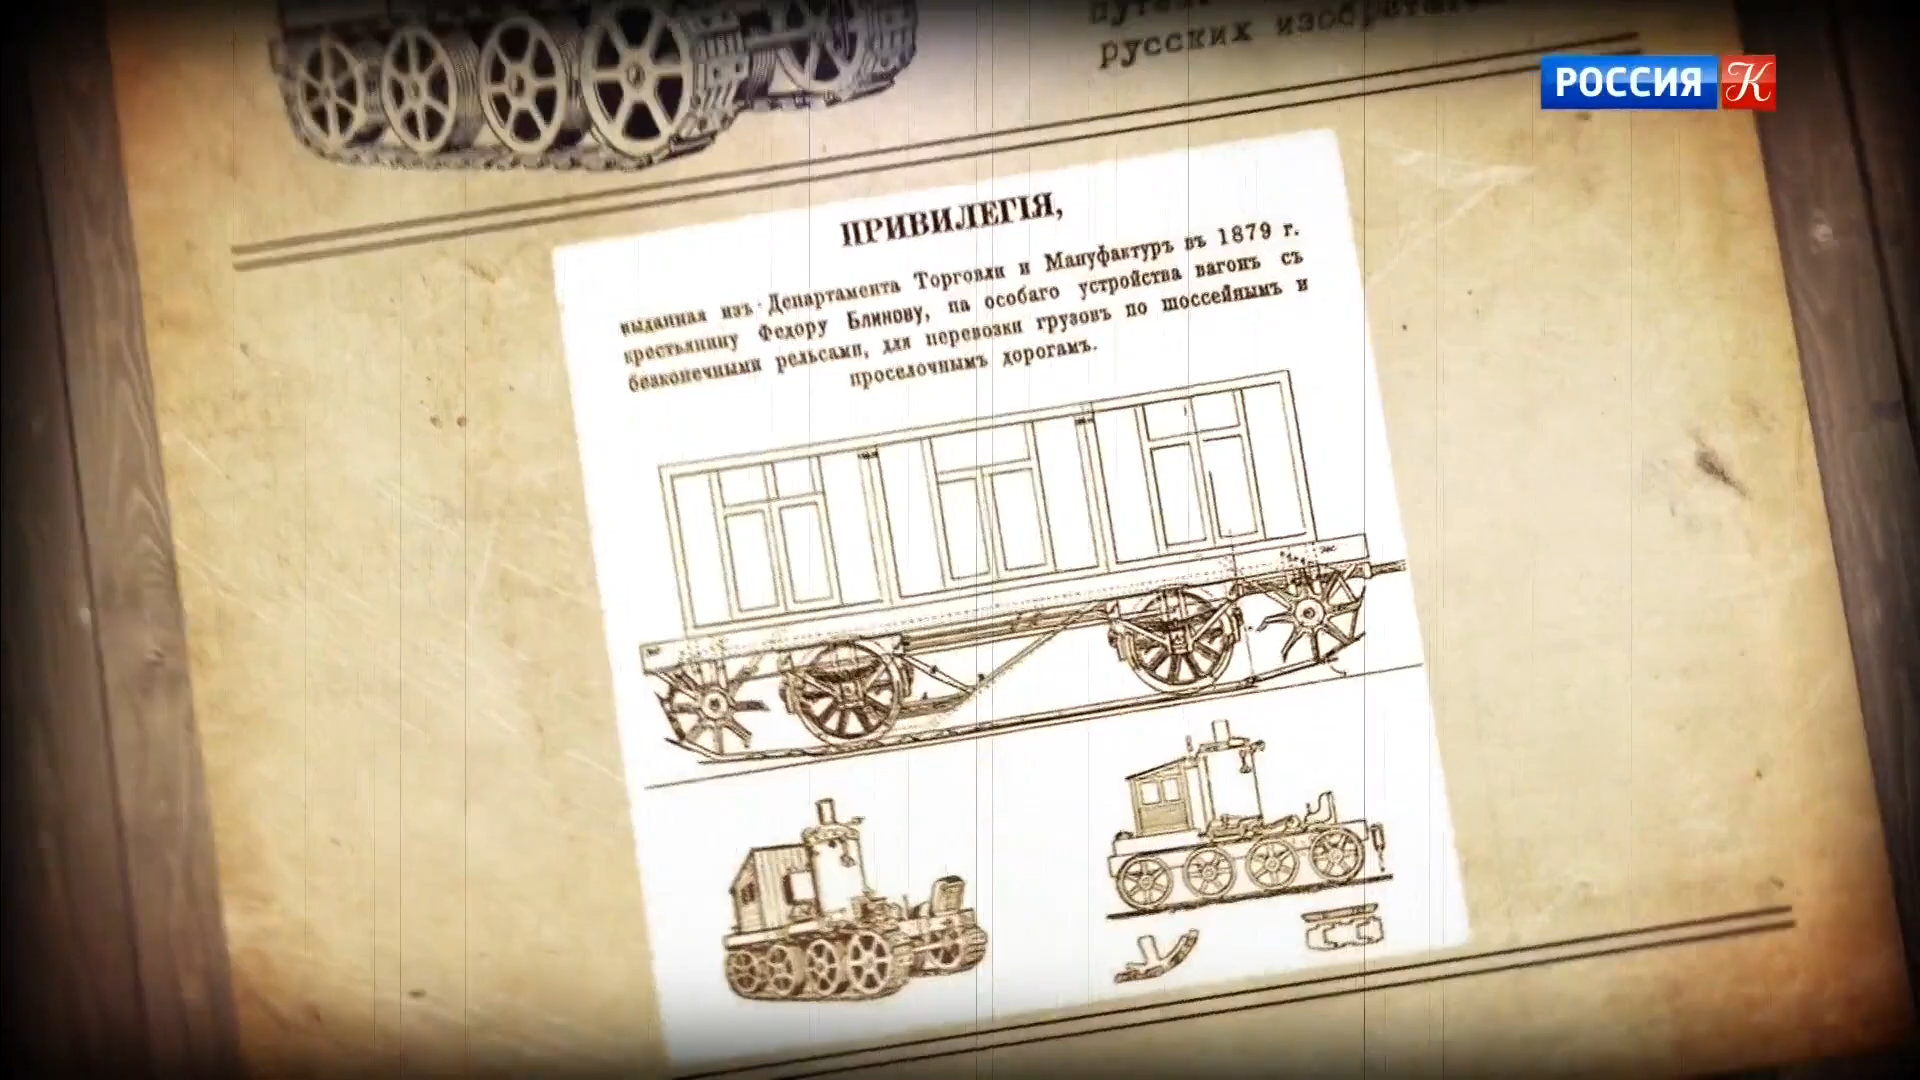 русских
РОССИЯ К
ПРИВИЛЕГІЯ,
выданная изъ Департамента Торговли и Мануфактуръ въ 1879 г.
крестьянину Федору Блинову, на особаго устройства вагонъ съ
безконечными рельсами, для перевозки грузовъ по шоссейнымъ и
проселочнымъ дорогамъ.